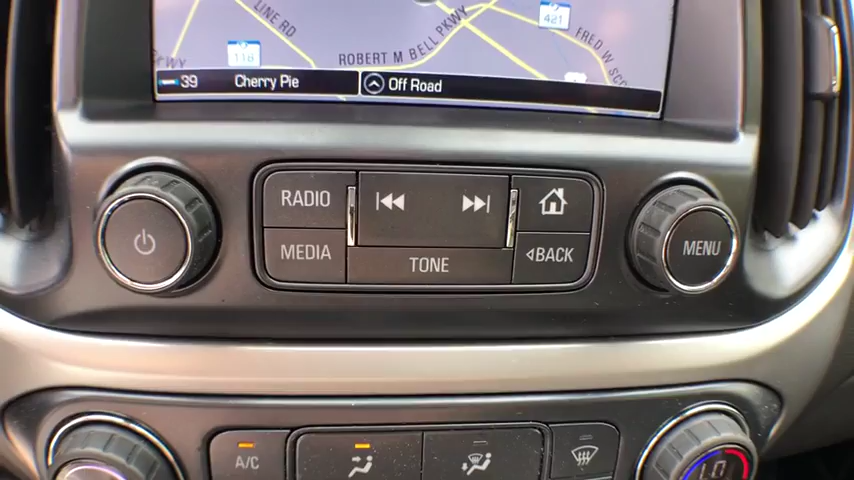 LINE RD
421
118
ROBERT M BELL PKWY
FRED W SCO
39 Cherry Pie
Off Road
RADIO
MEDIA
TONE
BACK
MENU
A/C
LO